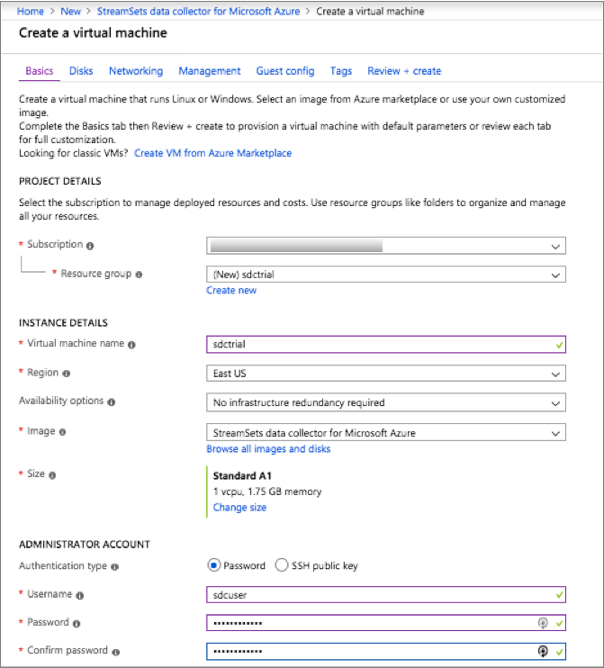 Home > New > StreamSets data collector for Microsoft Azure > Create a virtual machine
Create a virtual machine
Basics Disks Networking Management Guest config Tags Review + create
Create a virtual machine that runs Linux or Windows. Select an image from Azure marketplace or use your own customized
image.
Complete the Basics tab then Review + create to provision a virtual machine with default parameters or review each tab
for full customization.
Looking for classic VMs? Create VM from Azure Marketplace
PROJECT DETAILS
Select the subscription to manage deployed resources and costs. Use resource groups like folders to organize and manage
all your resources.
* Subscription
* Resource group (New) sdctrial
Create new
INSTANCE DETAILS
* Virtual machine name sdctrial
* Region East US
Availability options No infrastructure redundancy required
* Image StreamSets data collector for Microsoft Azure
Browse all images and disks
* Size Standard A1
1 vcpu, 1.75 GB memory
Change size
ADMINISTRATOR ACCOUNT
Authentication type Password SSH public key
* Username sdcuser
* Password ••••••••••••
* Confirm password ••••••••••••